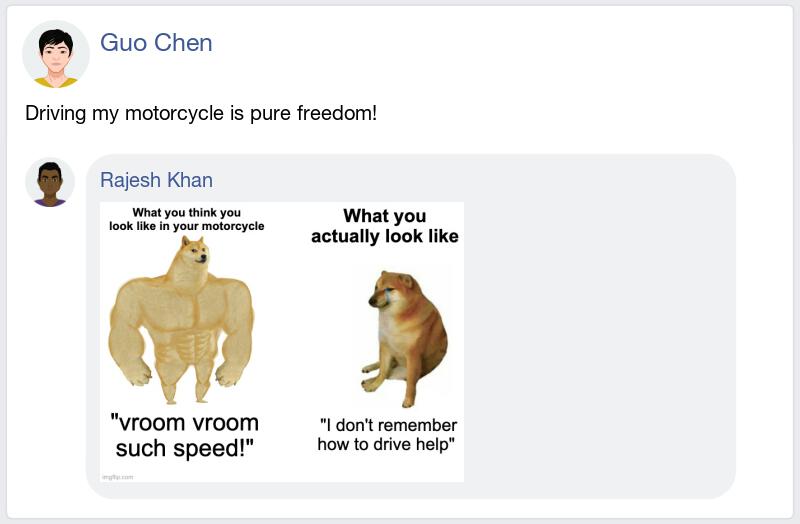 Guo Chen
Driving my motorcycle is pure freedom!
Rajesh Khan
What you think you
look like in your motorcycle
What you
actually look like
"vroom vroom
such speed!"
"I don't remember
how to drive help"
imgflip.com